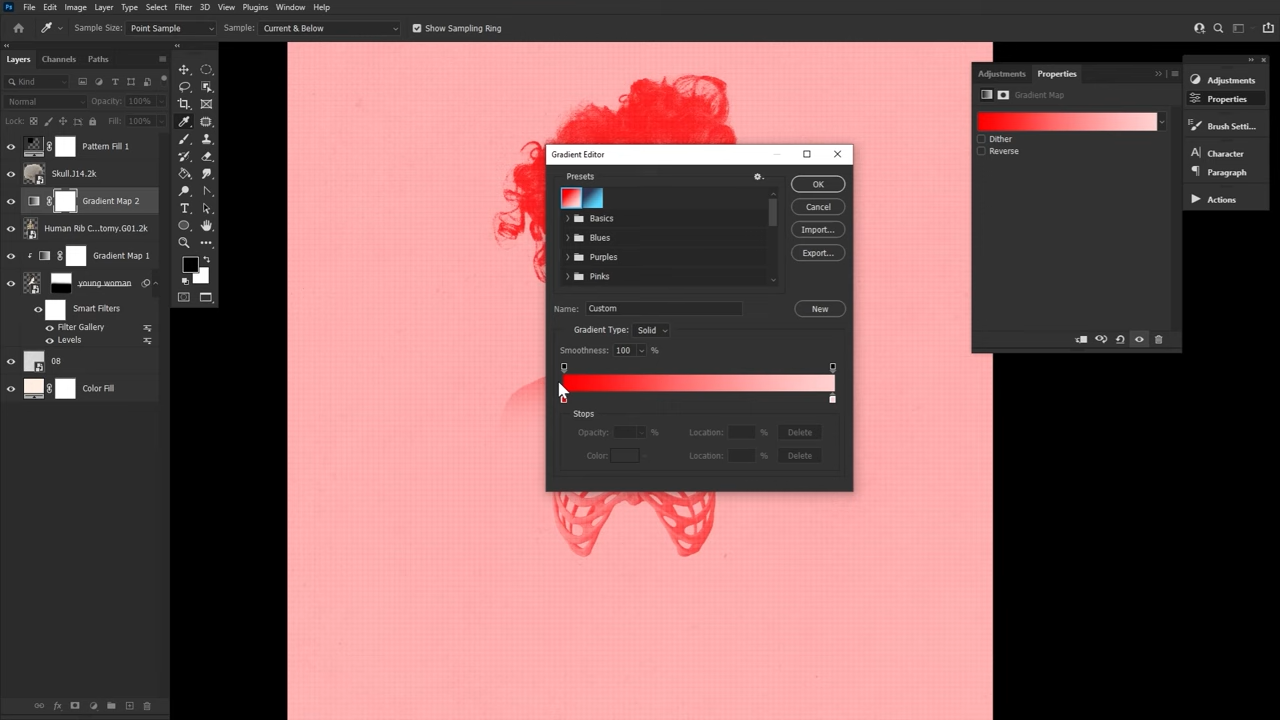 Ps File Edit Image Layer Type Select Filter 3D View Plugins Window Help
Sample Size: Point Sample Sample: Current & Below Show Sampling Ring
Layers Channels Paths
Kind
Normal Opacity: 100%
Lock: Fill: 100%
Pattern Fill 1
Skull.J14.2k
Gradient Map 2
Human Rib C...tomy.G01.2k
Gradient Map 1
young woman
Smart Filters
Filter Gallery
Levels
08
Color Fill
Gradient Editor
Presets
Basics
Blues
Purples
Pinks
OK
Cancel
Import...
Export...
Name: Custom
New
Gradient Type: Solid
Smoothness: 100 %
Stops
Opacity: % Location: % Delete
Color: Location: % Delete
Adjustments Properties
Gradient Map
Dither
Reverse
Adjustments
Properties
Brush Setti...
Character
Paragraph
Actions